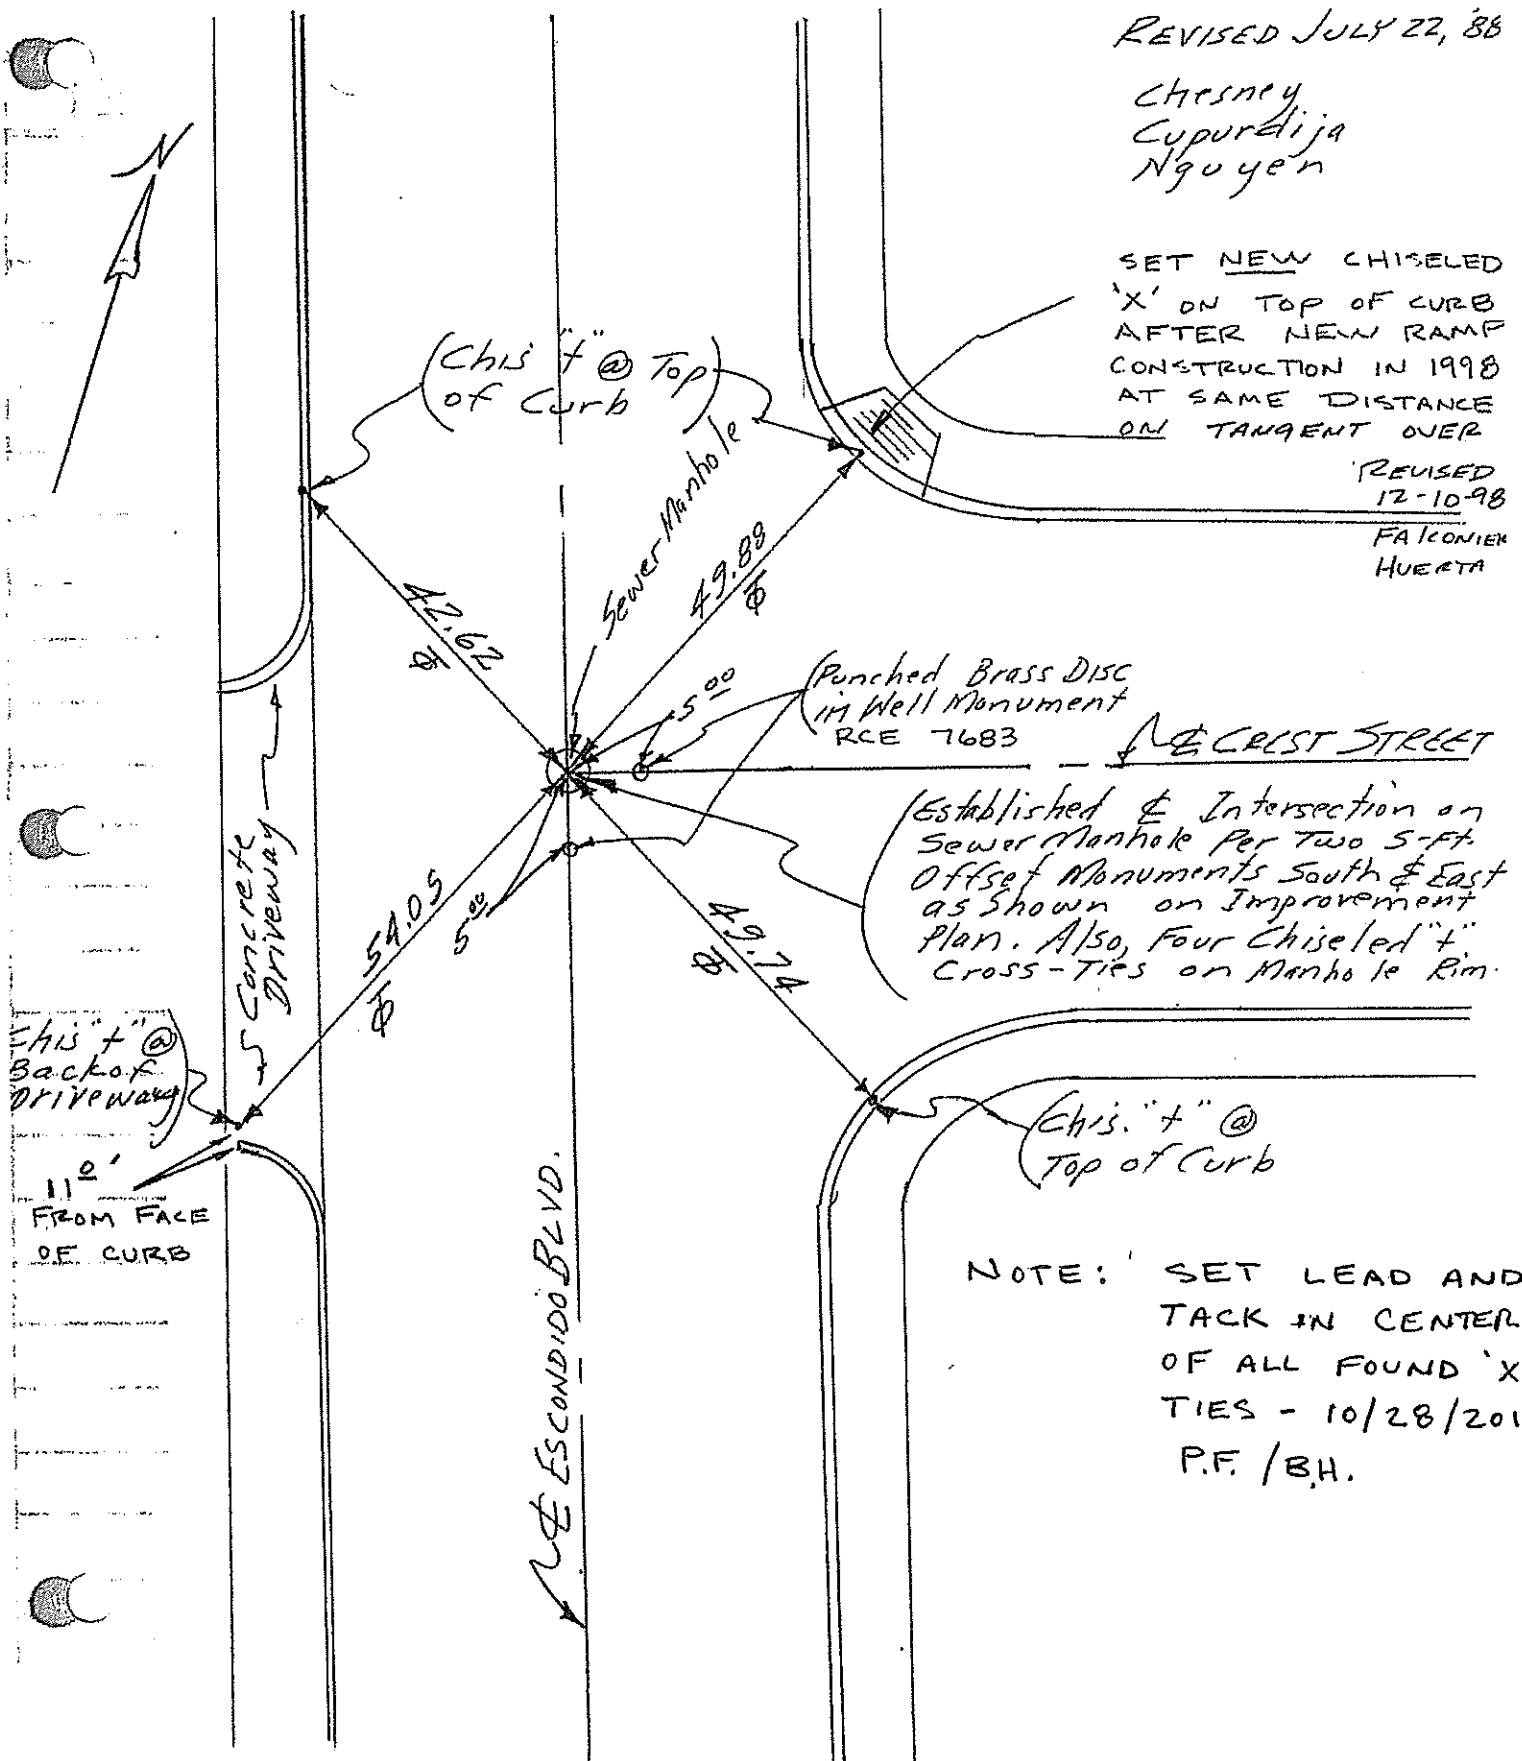 REVISED JULY 22, '88
Chesney
Cupurdija
Nguyen
N
SET NEW CHISELED
'X' ON TOP OF CURB
AFTER NEW RAMP
CONSTRUCTION IN 1998
AT SAME DISTANCE
ON TANGENT OVER
REVISED
12-10-98
FALCONIER
HUERTA
(Chis "+" @ Top
of Curb)
Sewer Manhole
42.62
49.88
5.00
(Punched Brass Disc
in Well Monument
RCE 7683
℄ CREST STREET
(Established ℄ Intersection on
Sewer Manhole Per Two 5-Ft.
Offset Monuments South & East
as Shown on Improvement
Plan. Also, Four Chiseled "+"
Cross-Ties on Manhole Rim.
Concrete
Driveway
54.05
5.00
49.74
Chis "+" @
Back of
Driveway)
11.0'
FROM FACE
OF CURB
(Chis. "+" @
Top of Curb
℄ ESCONDIDO BLVD.
NOTE: SET LEAD AND
TACK IN CENTER
OF ALL FOUND 'X
TIES - 10/28/201
P.F. / B.H.